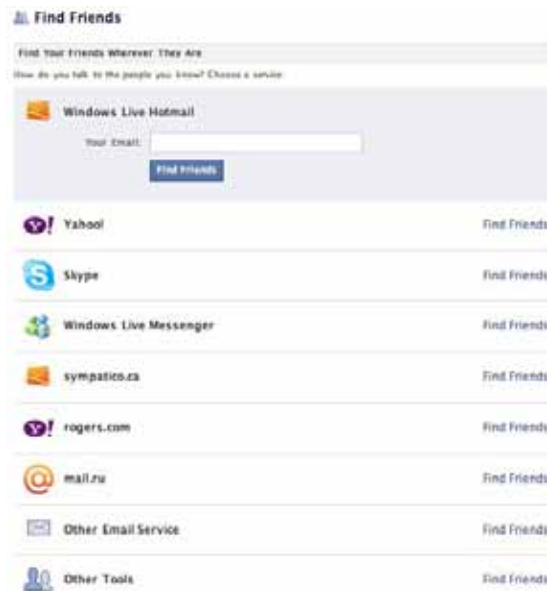 Find Friends
Find Your Friends Wherever They Are
How do you talk to the people you know? Choose a service:
Windows Live Hotmail
Your Email:
Find Friends
Yahoo! Find Friends
Skype Find Friends
Windows Live Messenger Find Friends
sympatico.ca Find Friends
rogers.com Find Friends
mail.ru Find Friends
Other Email Service Find Friends
Other Tools Find Friends